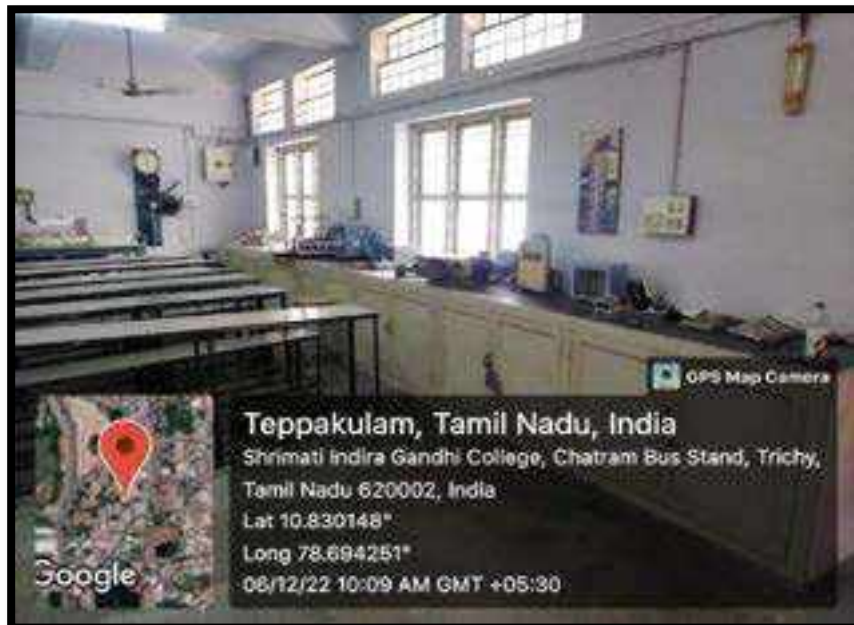 GPS Map Camera
Teppakulam, Tamil Nadu, India
Shrimati Indira Gandhi College, Chatram Bus Stand, Trichy,
Tamil Nadu 620002, India
Lat 10.830148°
Long 78.694251°
06/12/22 10:09 AM GMT +05:30
Google